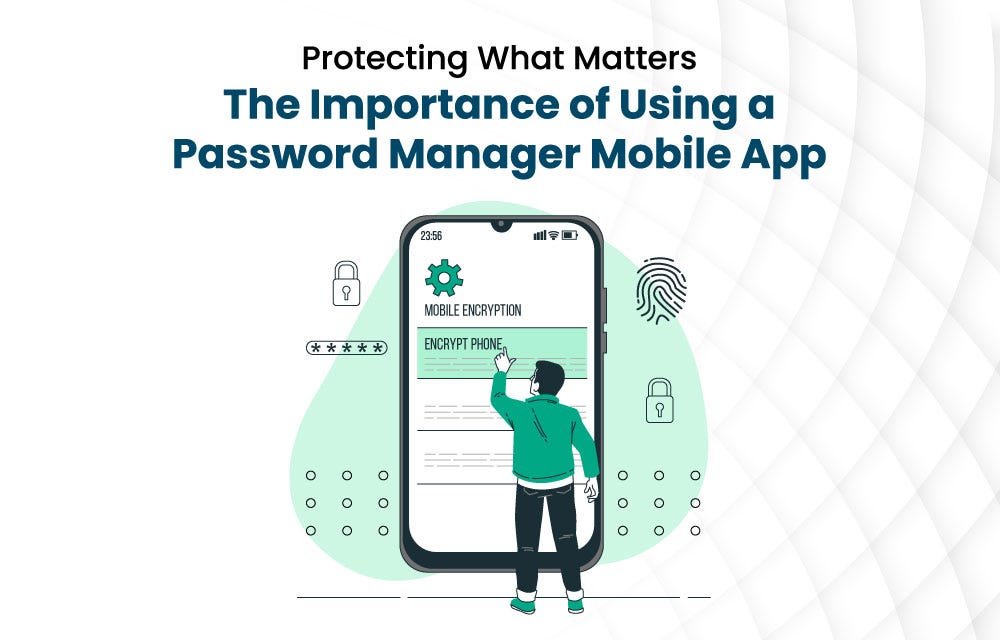 Protecting What Matters
The Importance of Using a
Password Manager Mobile App
23:56
MOBILE ENCRYPTION
*****
ENCRYPT PHONE